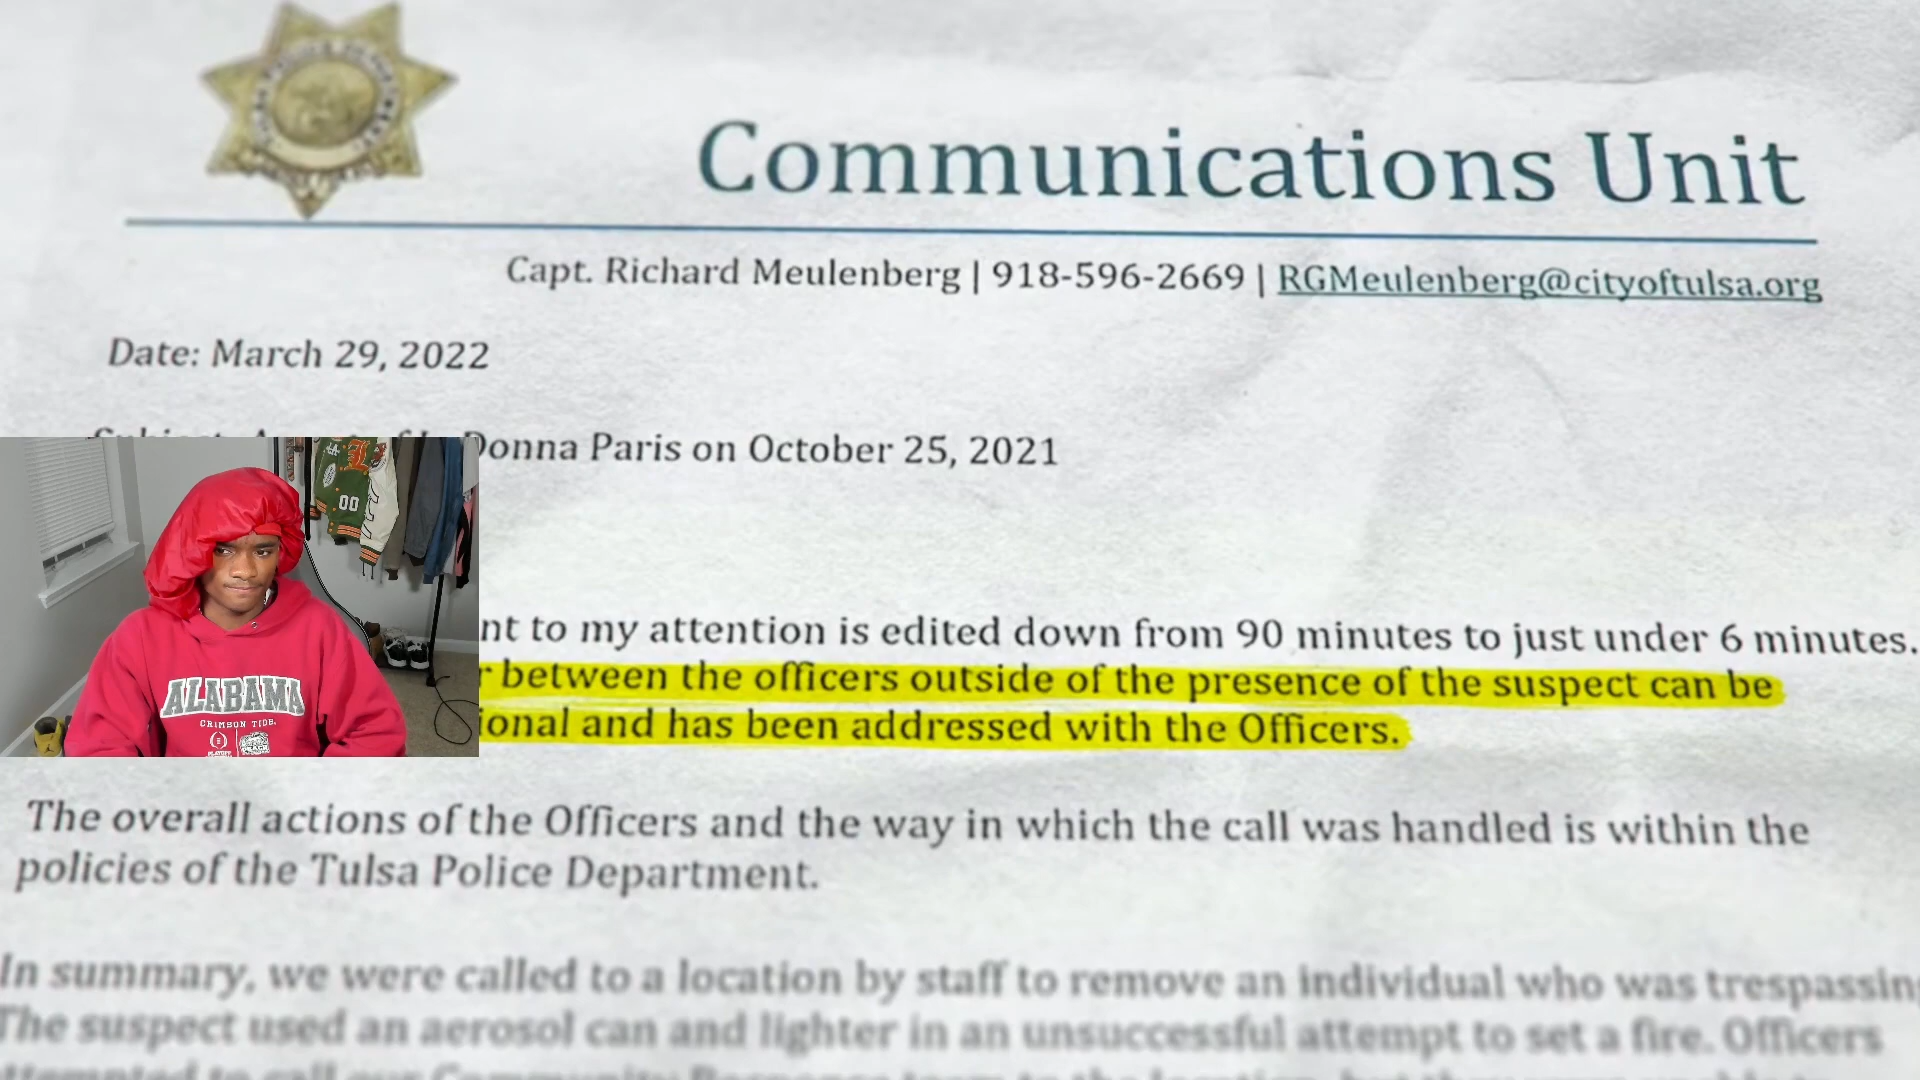 Communications Unit
Capt. Richard Meulenberg | 918-596-2669 | RGMeulenberg@cityoftulsa.org
Date: March 29, 2022
Donna Paris on October 25, 2021
nt to my attention is edited down from 90 minutes to just under 6 minutes.
r between the officers outside of the presence of the suspect can be
ional and has been addressed with the Officers.
ALABAMA
CRIMSON TIDE
00
The overall actions of the Officers and the way in which the call was handled is within the
policies of the Tulsa Police Department.
In summary, we were called to a location by staff to remove an individual who was trespassin
The suspect used an aerosol can and lighter in an unsuccessful attempt to set a fire. Officers